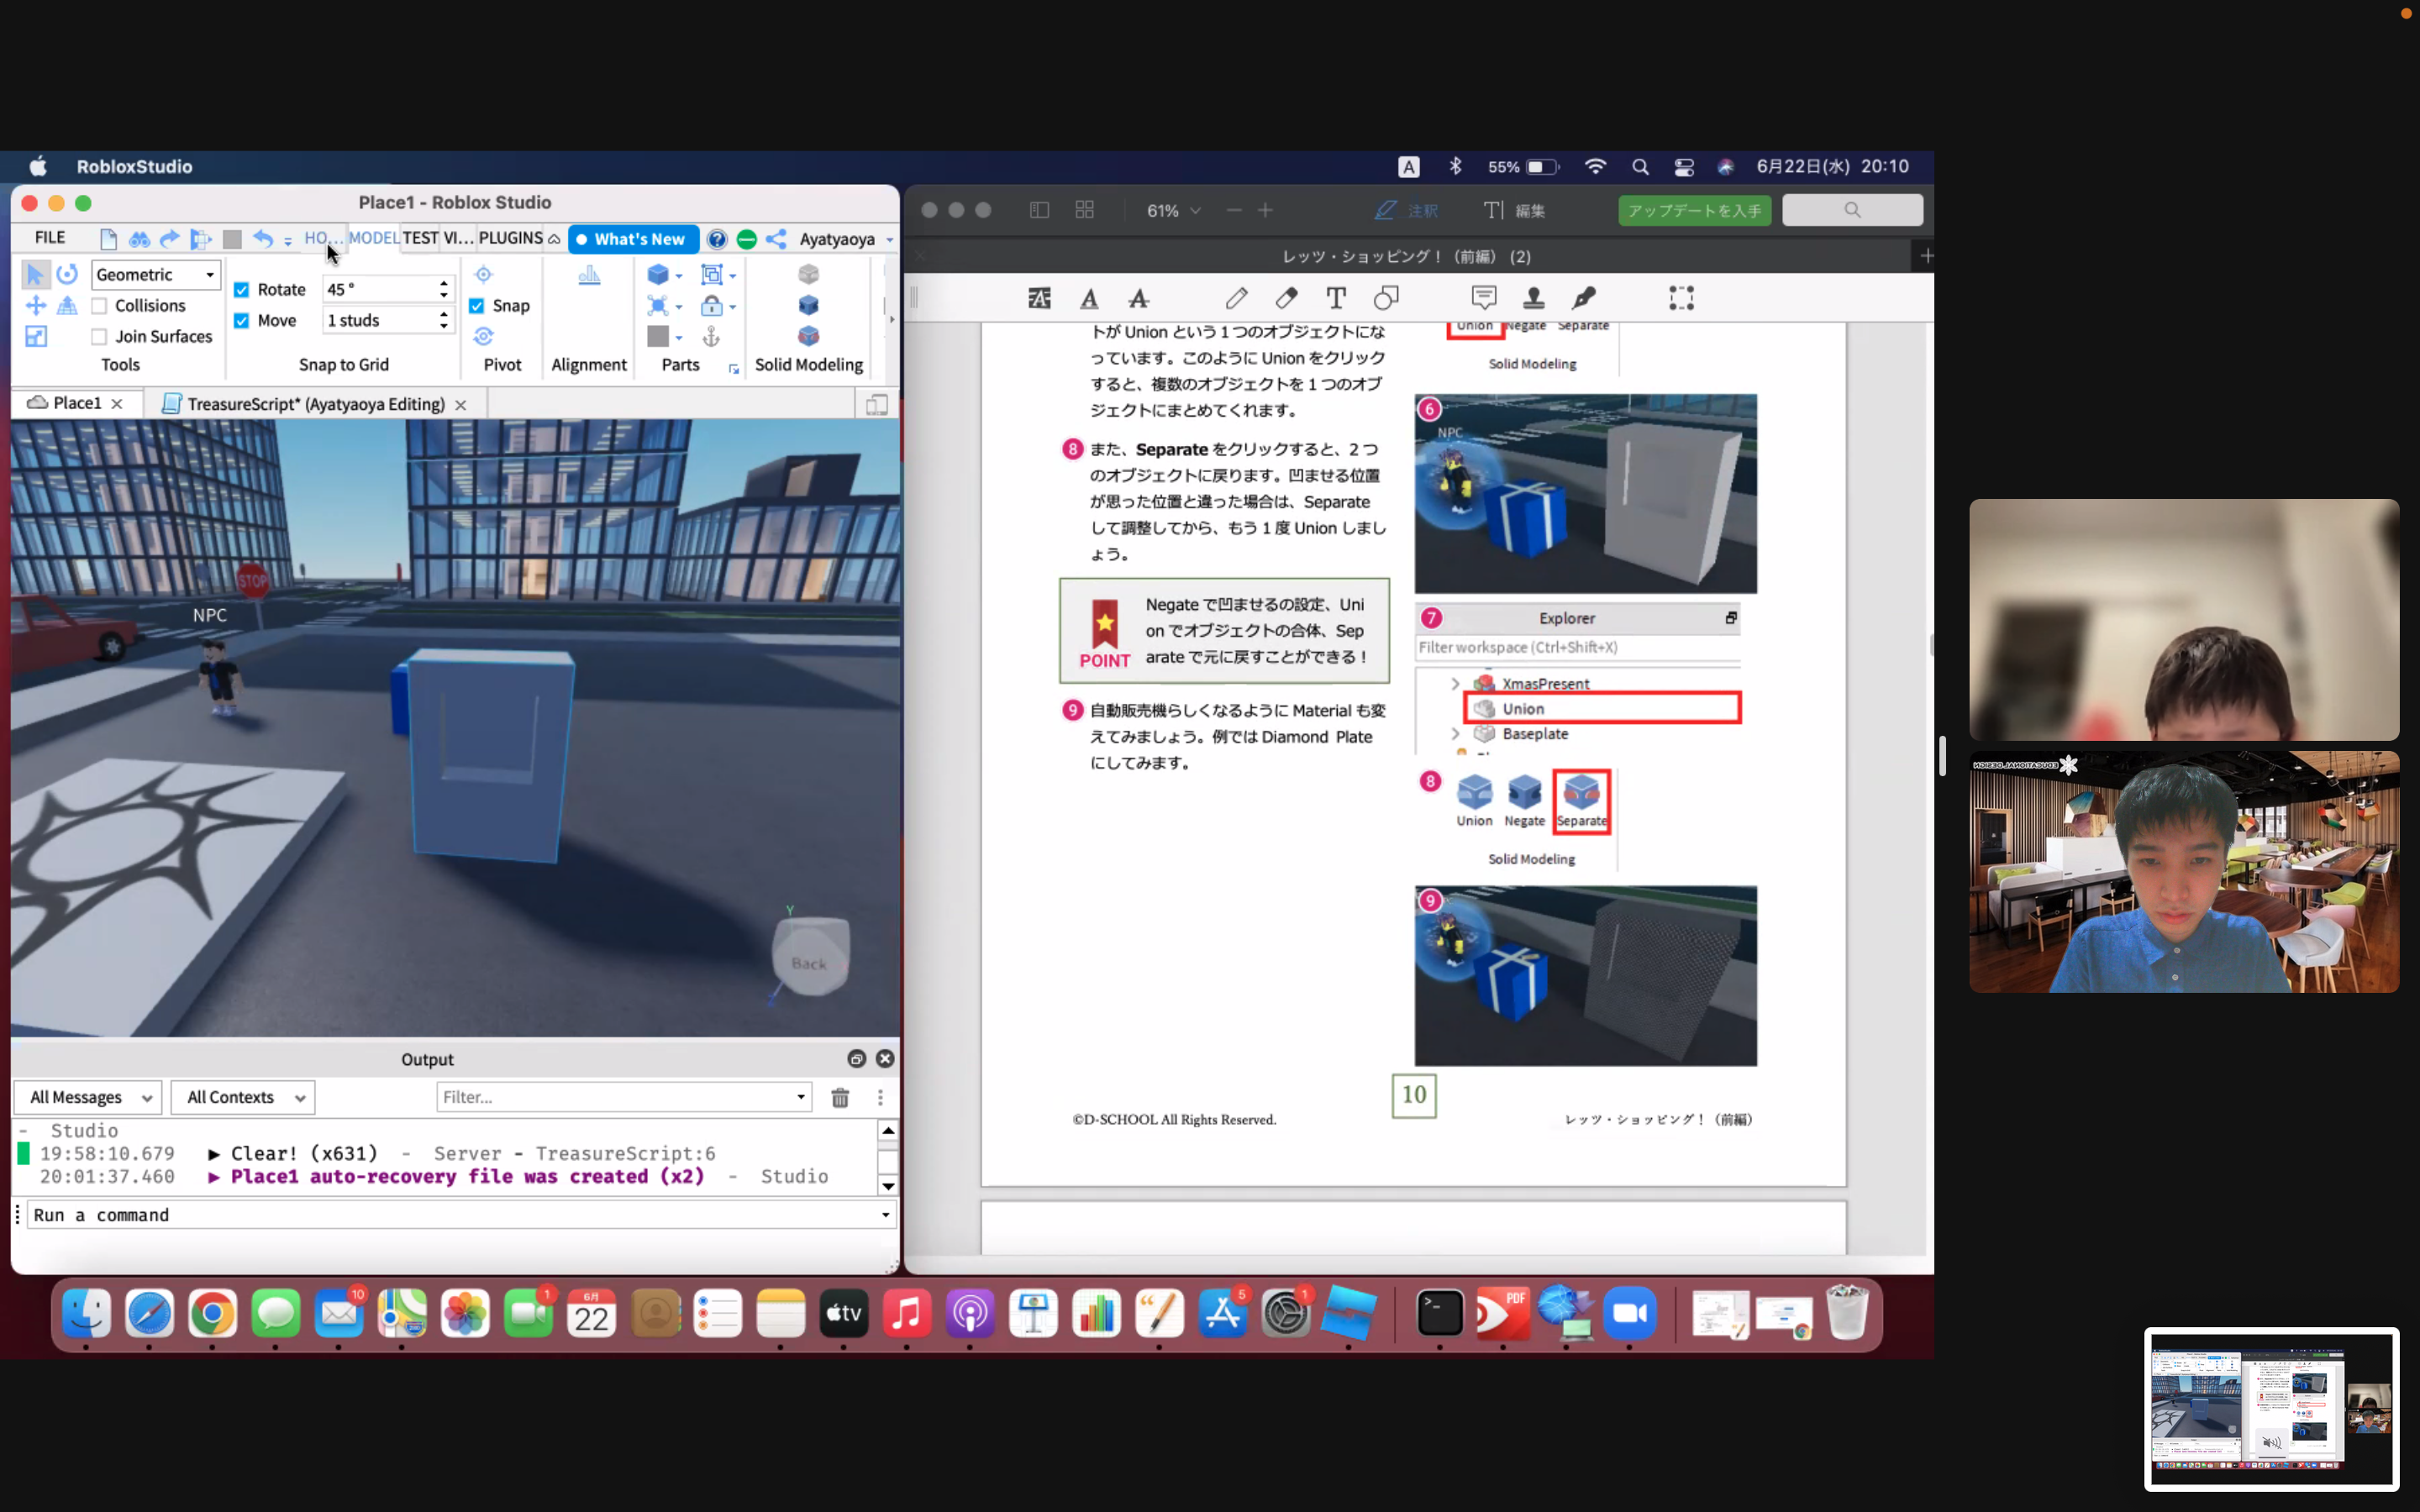 RobloxStudio
55%
6月22日(水) 20:10
Place1 - Roblox Studio
FILE
HO...
MODEL
TEST
VI...
PLUGINS
What's New
Ayatyaoya
Geometric
Collisions
Join Surfaces
Tools
Rotate
45 °
Move
1 studs
Snap to Grid
Snap
Pivot
Alignment
Parts
Solid Modeling
Place1
TreasureScript* (Ayatyaoya Editing)
STOP
NPC
Y
Back
Output
All Messages
All Contexts
Filter...
- Studio
19:58:10.679 ▶ Clear! (x631) - Server - TreasureScript:6
20:01:37.460 ▶ Place1 auto-recovery file was created (x2) - Studio
Run a command
61%
注釈
編集
アップデートを入手
レッツ・ショッピング！（前編） (2)
トが Union という１つのオブジェクトにな
っています。このように Union をクリック
すると、複数のオブジェクトを１つのオブ
ジェクトにまとめてくれます。
8 また、Separate をクリックすると、２つ
のオブジェクトに戻ります。凹ませる位置
が思った位置と違った場合は、Separate
して調整してから、もう１度 Union しまし
ょう。
POINT
Negate で凹ませるの設定、Uni
on でオブジェクトの合体、Sep
arate で元に戻すことができる！
9 自動販売機らしくなるように Material も変
えてみましょう。例では Diamond Plate
にしてみます。
Union Negate Separate
Solid Modeling
6
NPC
7
Explorer
Filter workspace (Ctrl+Shift+X)
XmasPresent
Union
Baseplate
8
Union Negate Separate
Solid Modeling
9
10
©D-SCHOOL All Rights Reserved.
レッツ・ショッピング！（前編）
EDUCATIONAL DESIGN
10
1
6月
22
tv
5
1
PDF